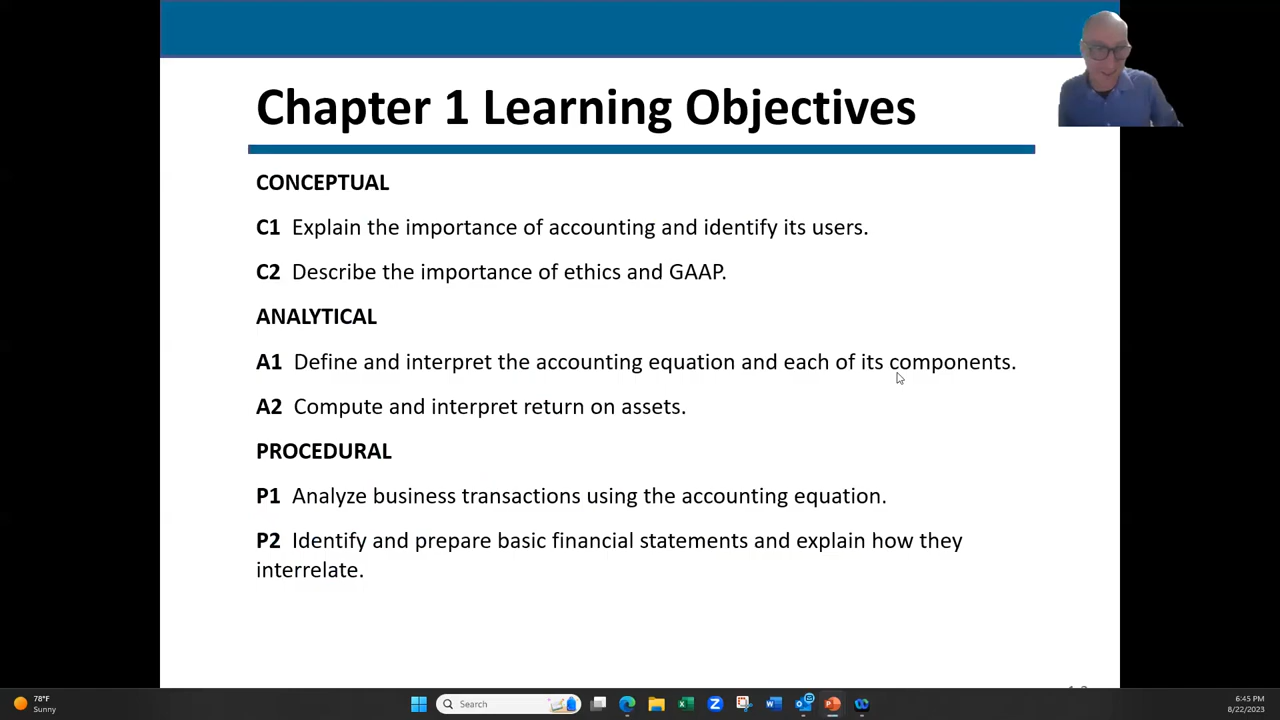 Chapter 1 Learning Objectives
CONCEPTUAL
C1 Explain the importance of accounting and identify its users.
C2 Describe the importance of ethics and GAAP.
ANALYTICAL
A1 Define and interpret the accounting equation and each of its components.
A2 Compute and interpret return on assets.
PROCEDURAL
P1 Analyze business transactions using the accounting equation.
P2 Identify and prepare basic financial statements and explain how they
interrelate.
78°F
Sunny
Search
6:45 PM
8/22/2023